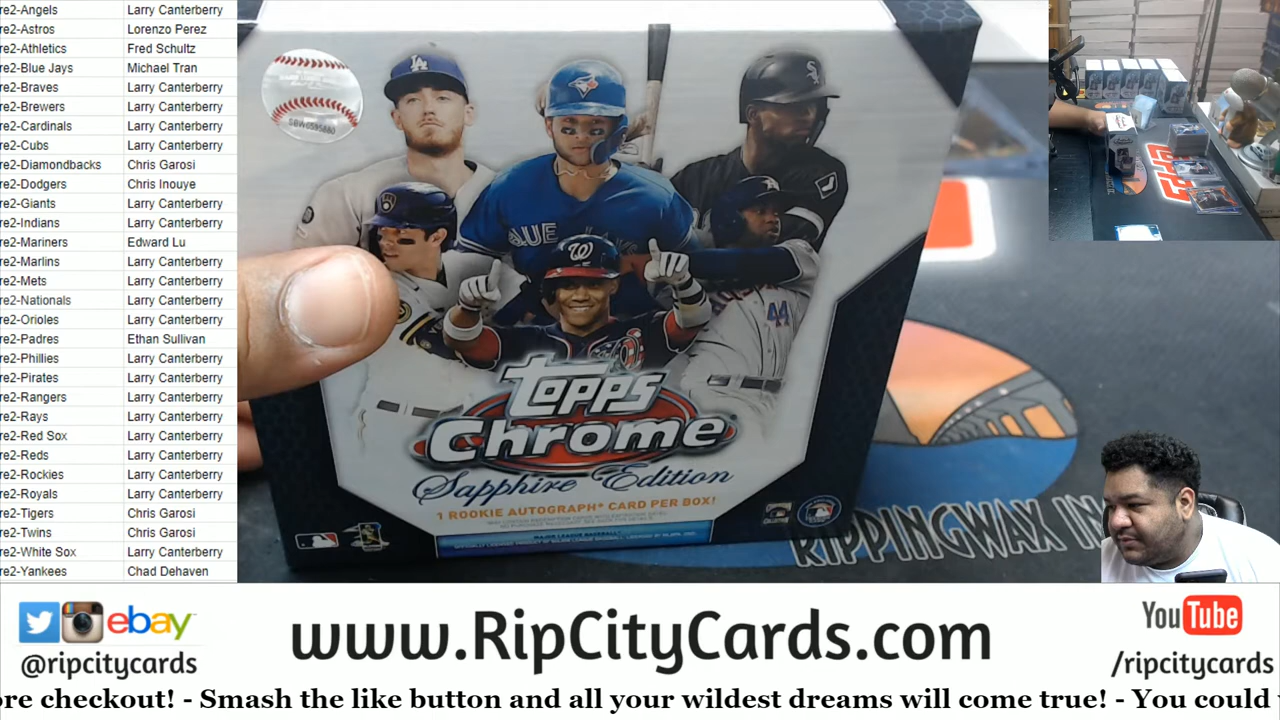 re2-Angels Larry Canterberry
re2-Astros Lorenzo Perez
re2-Athletics Fred Schultz
re2-Blue Jays Michael Tran
re2-Braves Larry Canterberry
re2-Brewers Larry Canterberry
re2-Cardinals Larry Canterberry
re2-Cubs Larry Canterberry
re2-Diamondbacks Chris Garosi
re2-Dodgers Chris Inouye
re2-Giants Larry Canterberry
re2-Indians Larry Canterberry
re2-Mariners Edward Lu
re2-Marlins Larry Canterberry
re2-Mets Larry Canterberry
re2-Nationals Larry Canterberry
re2-Orioles Larry Canterberry
re2-Padres Ethan Sullivan
re2-Phillies Larry Canterberry
re2-Pirates Larry Canterberry
re2-Rangers Larry Canterberry
re2-Rays Larry Canterberry
re2-Red Sox Larry Canterberry
re2-Reds Larry Canterberry
re2-Rockies Larry Canterberry
re2-Royals Larry Canterberry
re2-Tigers Chris Garosi
re2-Twins Chris Garosi
re2-White Sox Larry Canterberry
re2-Yankees Chad Dehaven
LA
BLUE
W
44
Topps
Chrome
Sapphire Edition
1 ROOKIE AUTOGRAPH* CARD PER BOX!
RIPPINGWAX IN
ebay
@ripcitycards
www.RipCityCards.com
YouTube
/ripcitycards
ore checkout! - Smash the like button and all your wildest dreams will come true! - You could